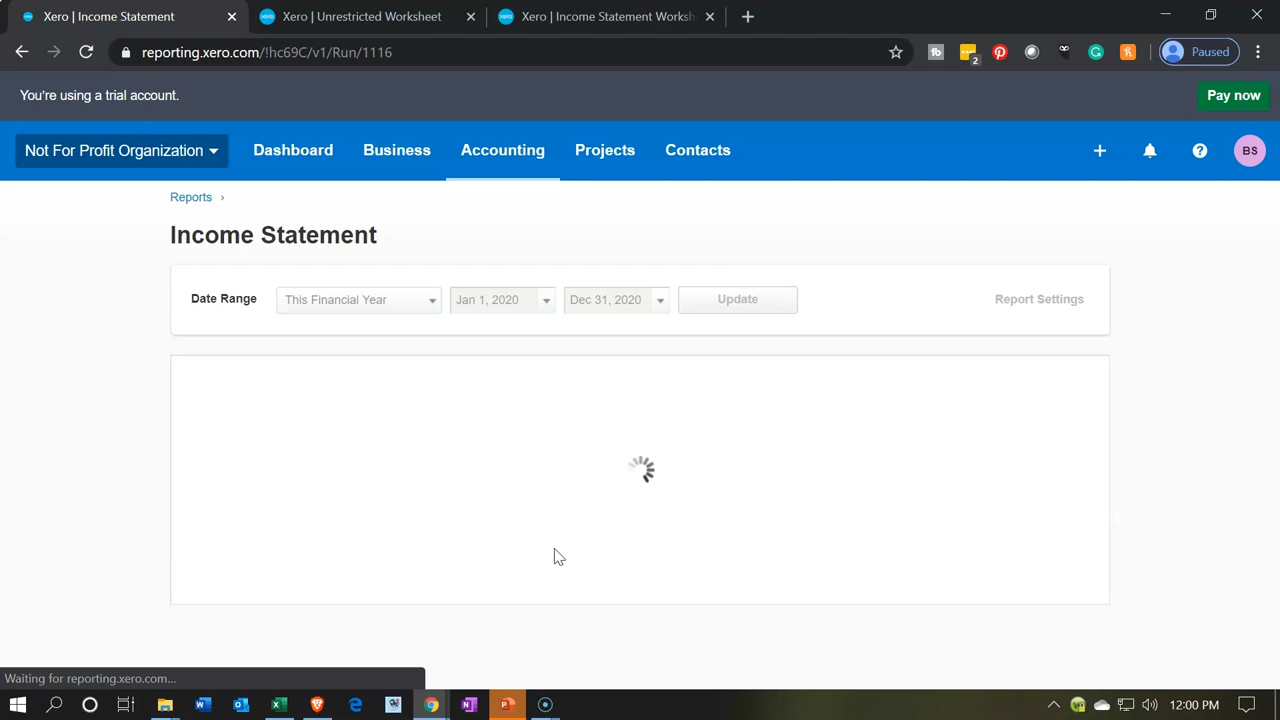 Xero | Income Statement
Xero | Unrestricted Worksheet
Xero | Income Statement Worksh
reporting.xero.com/!hc69C/v1/Run/1116
2
Paused
You're using a trial account.
Pay now
Not For Profit Organization
Dashboard
Business
Accounting
Projects
Contacts
BS
Reports
Income Statement
Date Range
This Financial Year
Jan 1, 2020
Dec 31, 2020
Update
Report Settings
Waiting for reporting.xero.com...
12:00 PM